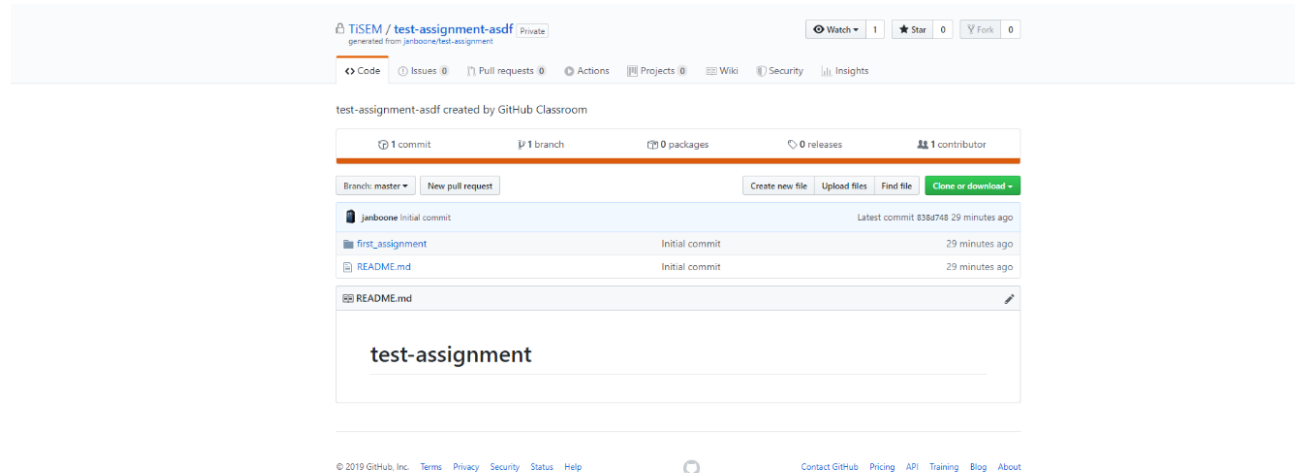 TiSEM / test-assignment-asdf Private
generated from janboone/test-assignment
Watch 1 Star 0 Fork 0
Code Issues 0 Pull requests 0 Actions Projects 0 Wiki Security Insights
test-assignment-asdf created by GitHub Classroom
1 commit 1 branch 0 packages 0 releases 1 contributor
Branch: master New pull request Create new file Upload files Find file Clone or download
janboone Initial commit Latest commit 838d748 29 minutes ago
first_assignment Initial commit 29 minutes ago
README.md Initial commit 29 minutes ago
README.md
test-assignment
© 2019 GitHub, Inc. Terms Privacy Security Status Help Contact GitHub Pricing API Training Blog About